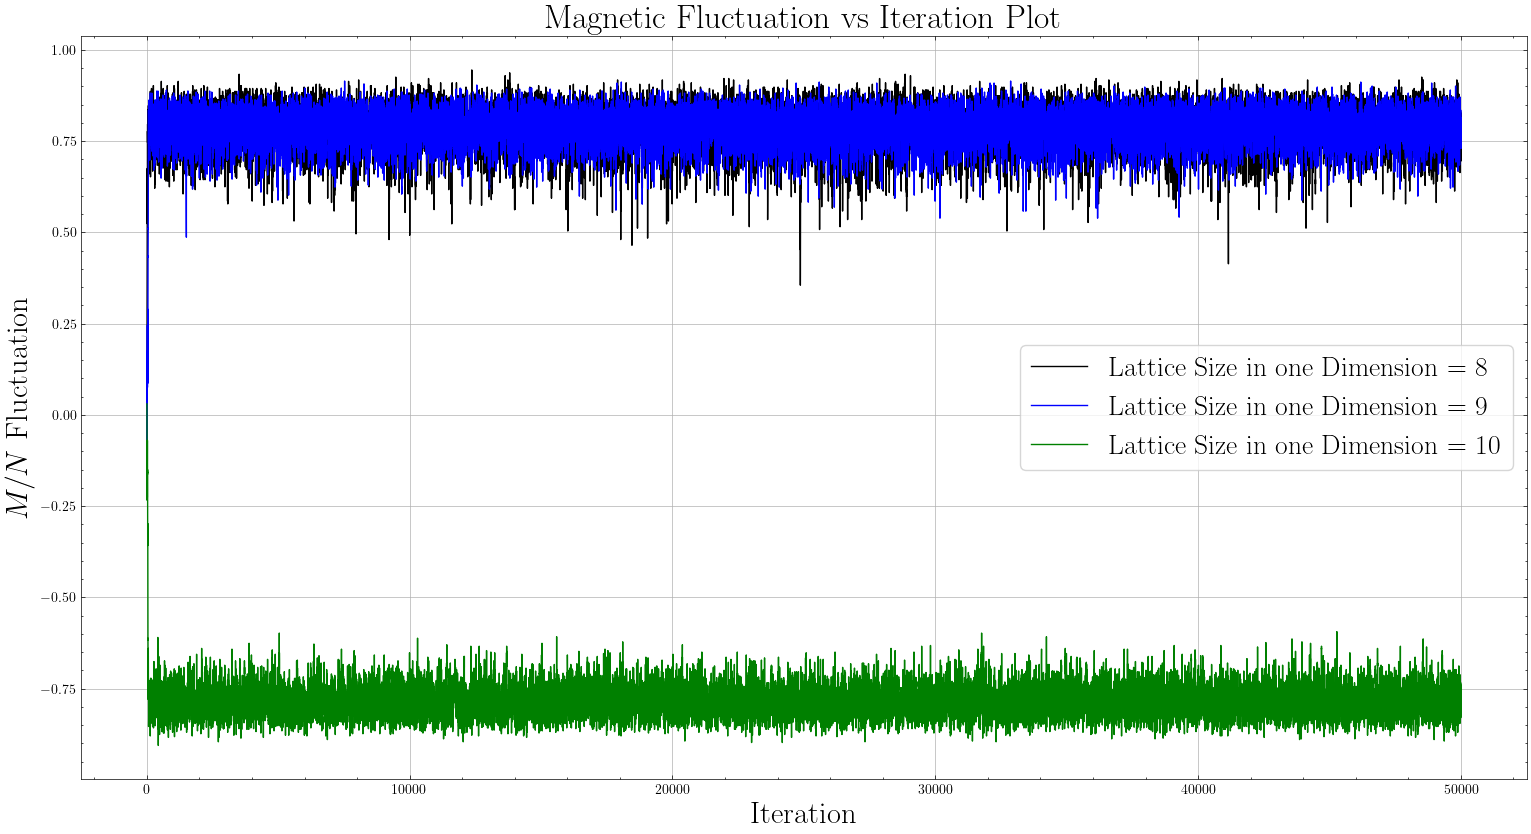 Magnetic Fluctuation vs Iteration Plot
M/N Fluctuation
1.00
0.75
0.50
0.25
0.00
−0.25
−0.50
−0.75
Lattice Size in one Dimension = 8
Lattice Size in one Dimension = 9
Lattice Size in one Dimension = 10
0 10000 20000 30000 40000 50000
Iteration